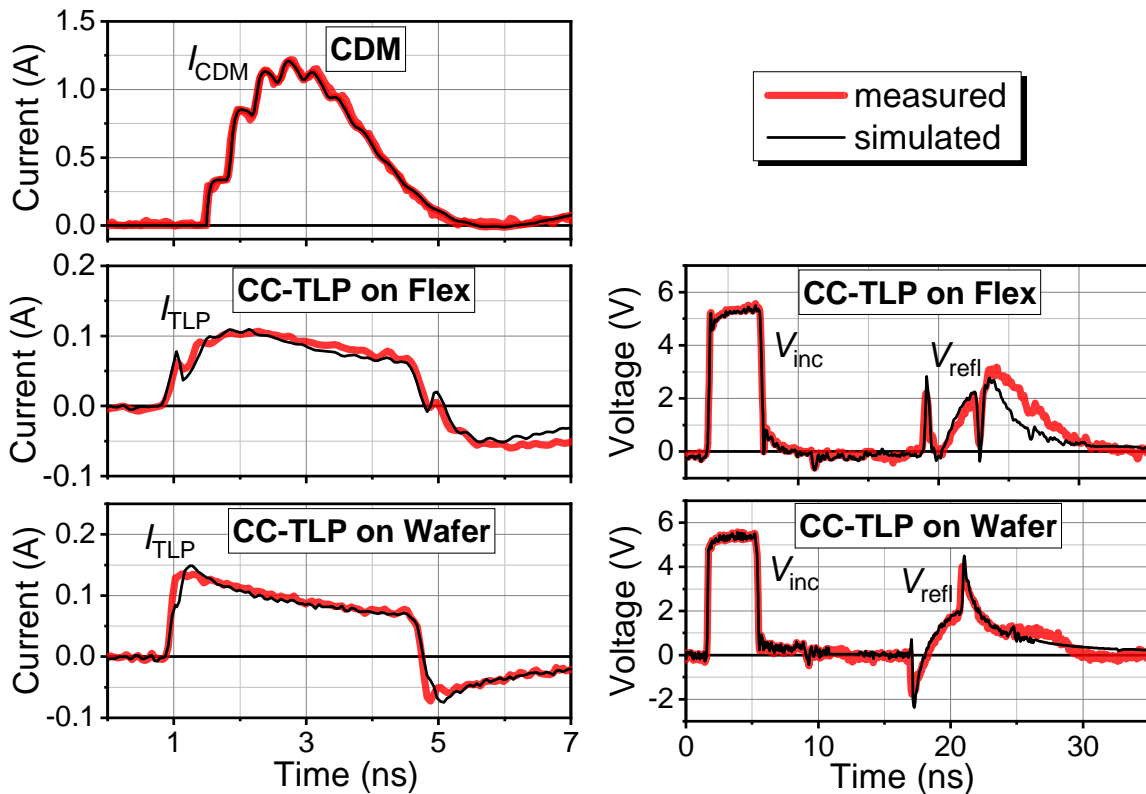 1.5
1.0
0.5
0.0
Current (A)
I_CDM
CDM
measured
simulated
0.2
0.1
0.0
-0.1
Current (A)
I_TLP
CC-TLP on Flex
6
4
2
0
Voltage (V)
CC-TLP on Flex
V_inc
V_refl
0.2
0.1
0.0
-0.1
Current (A)
I_TLP
CC-TLP on Wafer
1 3 5 7
Time (ns)
6
4
2
0
-2
Voltage (V)
CC-TLP on Wafer
V_inc
V_refl
0 10 20 30
Time (ns)